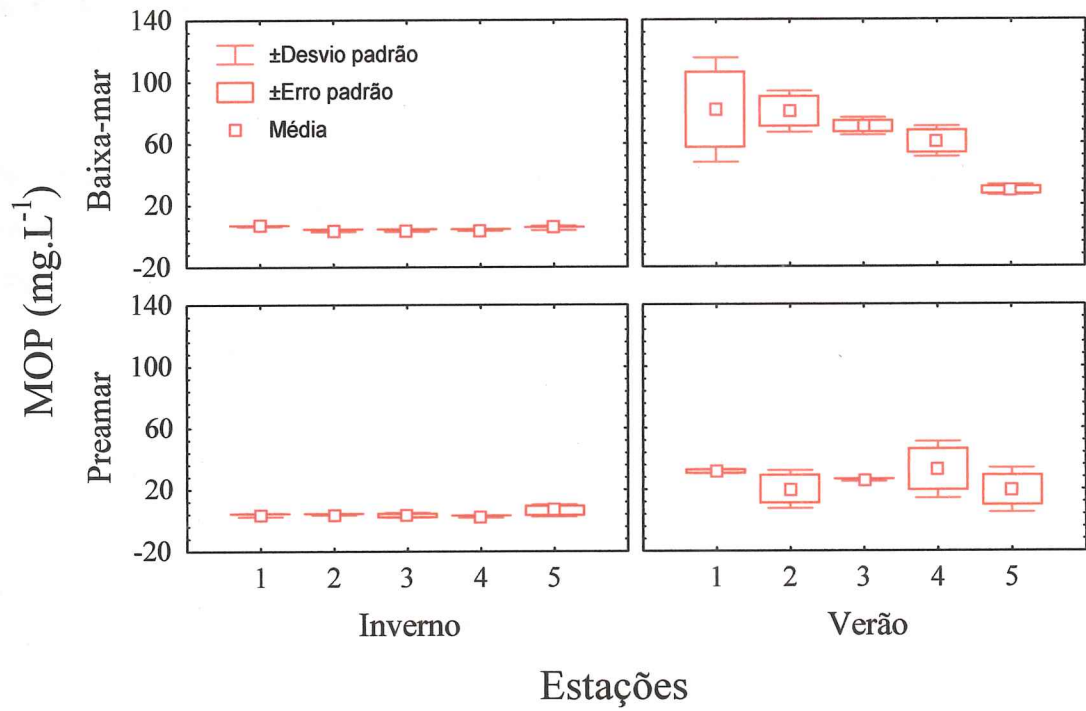 MOP (mg.L⁻¹)
Baixa-mar
140
100
60
20
-20
±Desvio padrão
±Erro padrão
Média
Preamar
140
100
60
20
-20
1 2 3 4 5
1 2 3 4 5
Inverno
Verão
Estações